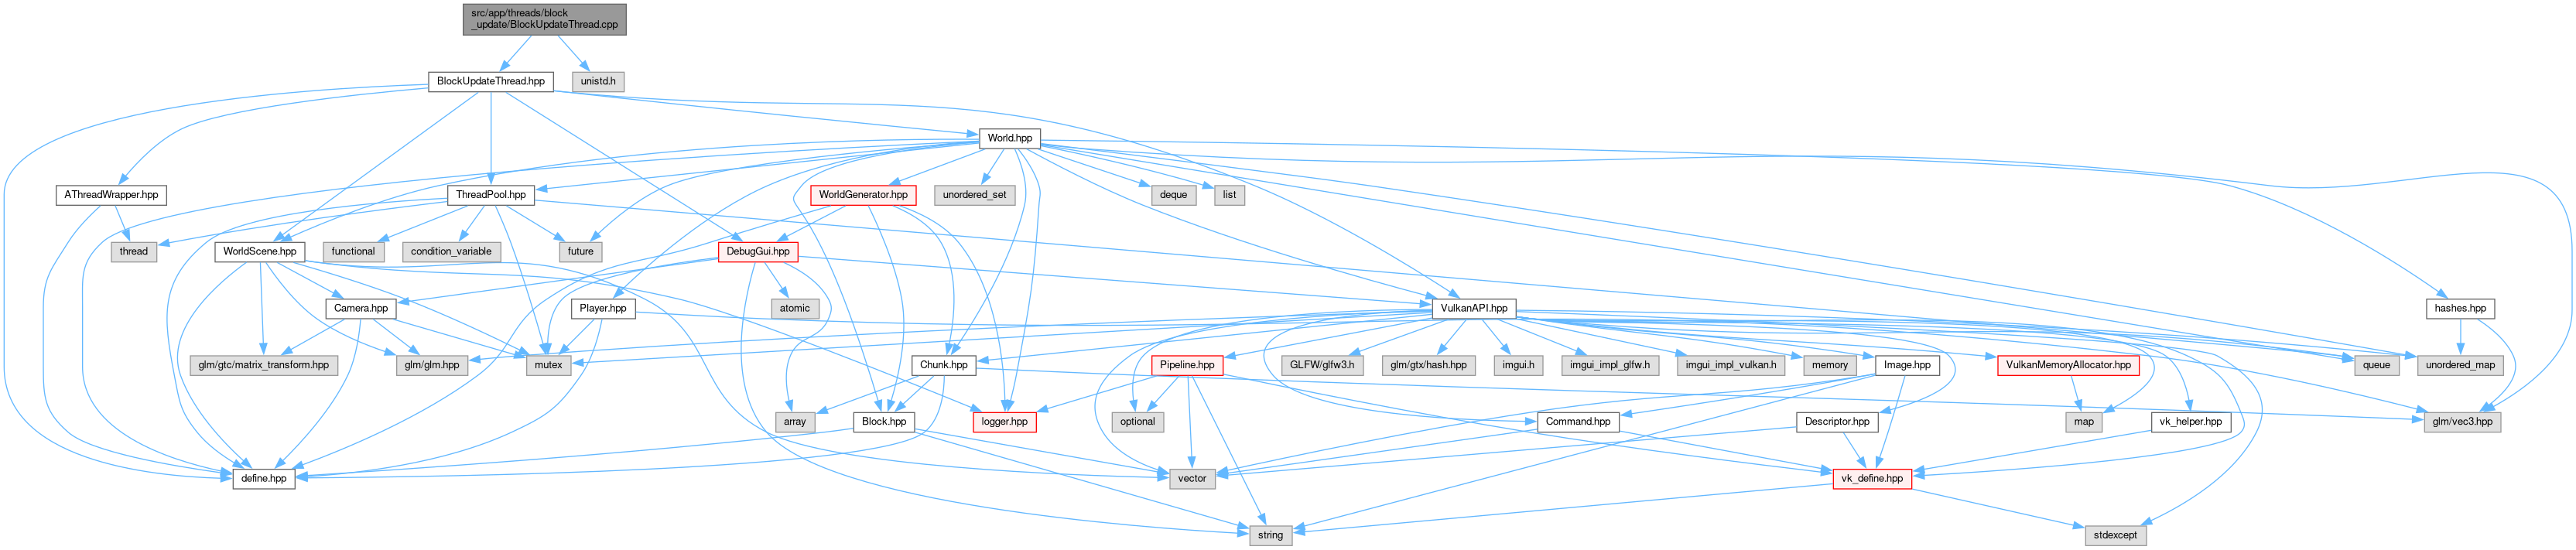 src/app/threads/block
_update/BlockUpdateThread.cpp
BlockUpdateThread.hpp
unistd.h
World.hpp
AThreadWrapper.hpp
ThreadPool.hpp
WorldGenerator.hpp
unordered_set
deque
list
thread
WorldScene.hpp
functional
condition_variable
future
DebugGui.hpp
Camera.hpp
Player.hpp
atomic
VulkanAPI.hpp
hashes.hpp
glm/gtc/matrix_transform.hpp
glm/glm.hpp
mutex
Chunk.hpp
Pipeline.hpp
GLFW/glfw3.h
glm/gtx/hash.hpp
imgui.h
imgui_impl_glfw.h
imgui_impl_vulkan.h
memory
Image.hpp
VulkanMemoryAllocator.hpp
queue
unordered_map
array
Block.hpp
logger.hpp
optional
Command.hpp
Descriptor.hpp
map
vk_helper.hpp
glm/vec3.hpp
define.hpp
vector
vk_define.hpp
string
stdexcept